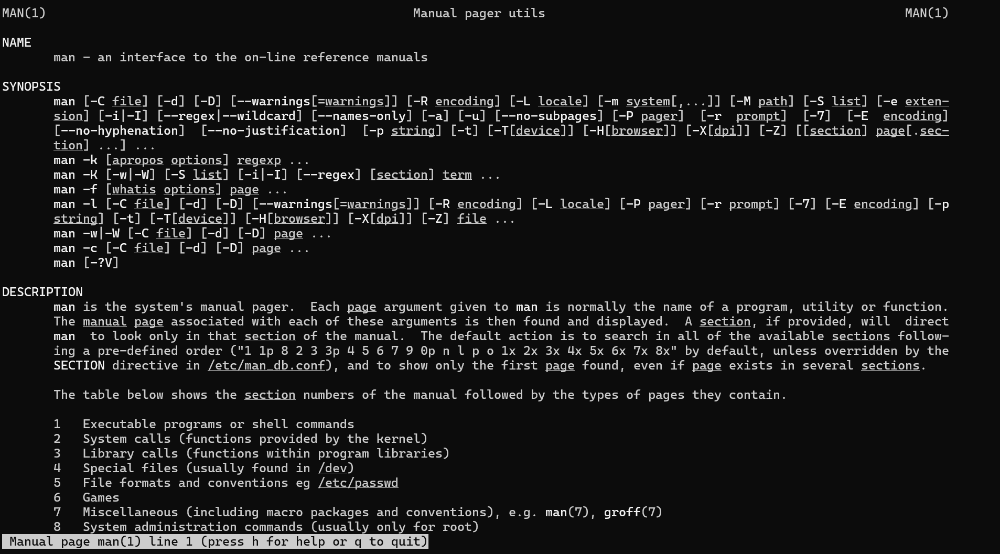 MAN(1)                                                  Manual pager utils                                                 MAN(1)
NAME
       man - an interface to the on-line reference manuals
SYNOPSIS
       man [-C file] [-d] [-D] [--warnings[=warnings]] [-R encoding] [-L locale] [-m system[,...]] [-M path] [-S list] [-e exten-
       sion] [-i|-I] [--regex|--wildcard] [--names-only] [-a] [-u] [--no-subpages] [-P pager]  [-r  prompt]  [-7]  [-E  encoding]
       [--no-hyphenation]  [--no-justification]  [-p string] [-t] [-T[device]] [-H[browser]] [-X[dpi]] [-Z] [[section] page[.sec-
       tion] ...] ...
       man -k [apropos options] regexp ...
       man -K [-w|-W] [-S list] [-i|-I] [--regex] [section] term ...
       man -f [whatis options] page ...
       man -l [-C file] [-d] [-D] [--warnings[=warnings]] [-R encoding] [-L locale] [-P pager] [-r prompt] [-7] [-E encoding] [-p
       string] [-t] [-T[device]] [-H[browser]] [-X[dpi]] [-Z] file ...
       man -w|-W [-C file] [-d] [-D] page ...
       man -c [-C file] [-d] [-D] page ...
       man [-?V]
DESCRIPTION
       man is the system's manual pager.  Each page argument given to man is normally the name of a program, utility or function.
       The manual page associated with each of these arguments is then found and displayed.  A section, if provided, will  direct
       man  to look only in that section of the manual.  The default action is to search in all of the available sections follow-
       ing a pre-defined order ("1 1p 8 2 3 3p 4 5 6 7 9 0p n l p o 1x 2x 3x 4x 5x 6x 7x 8x" by default, unless overridden by the
       SECTION directive in /etc/man_db.conf), and to show only the first page found, even if page exists in several sections.
       The table below shows the section numbers of the manual followed by the types of pages they contain.
       1   Executable programs or shell commands
       2   System calls (functions provided by the kernel)
       3   Library calls (functions within program libraries)
       4   Special files (usually found in /dev)
       5   File formats and conventions eg /etc/passwd
       6   Games
       7   Miscellaneous (including macro packages and conventions), e.g. man(7), groff(7)
       8   System administration commands (usually only for root)
 Manual page man(1) line 1 (press h for help or q to quit)